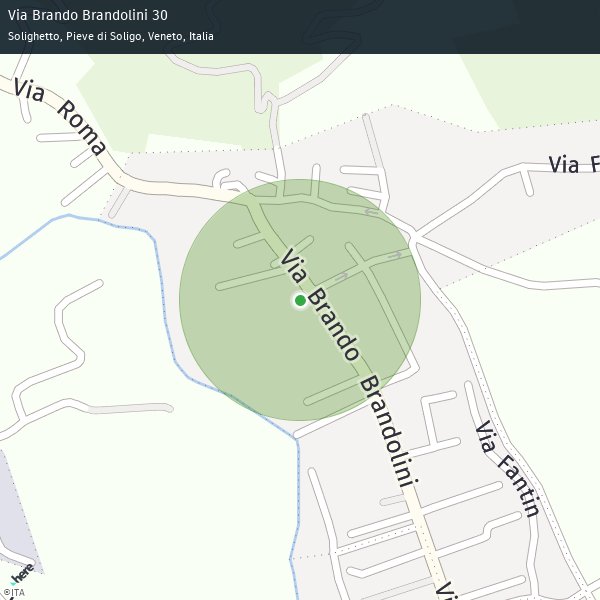 Via Brando Brandolini 30
Solighetto, Pieve di Soligo, Veneto, Italia
Via Roma
Via F
Via Brando Brandolini
Via Fantin
Vi
here
©ITA